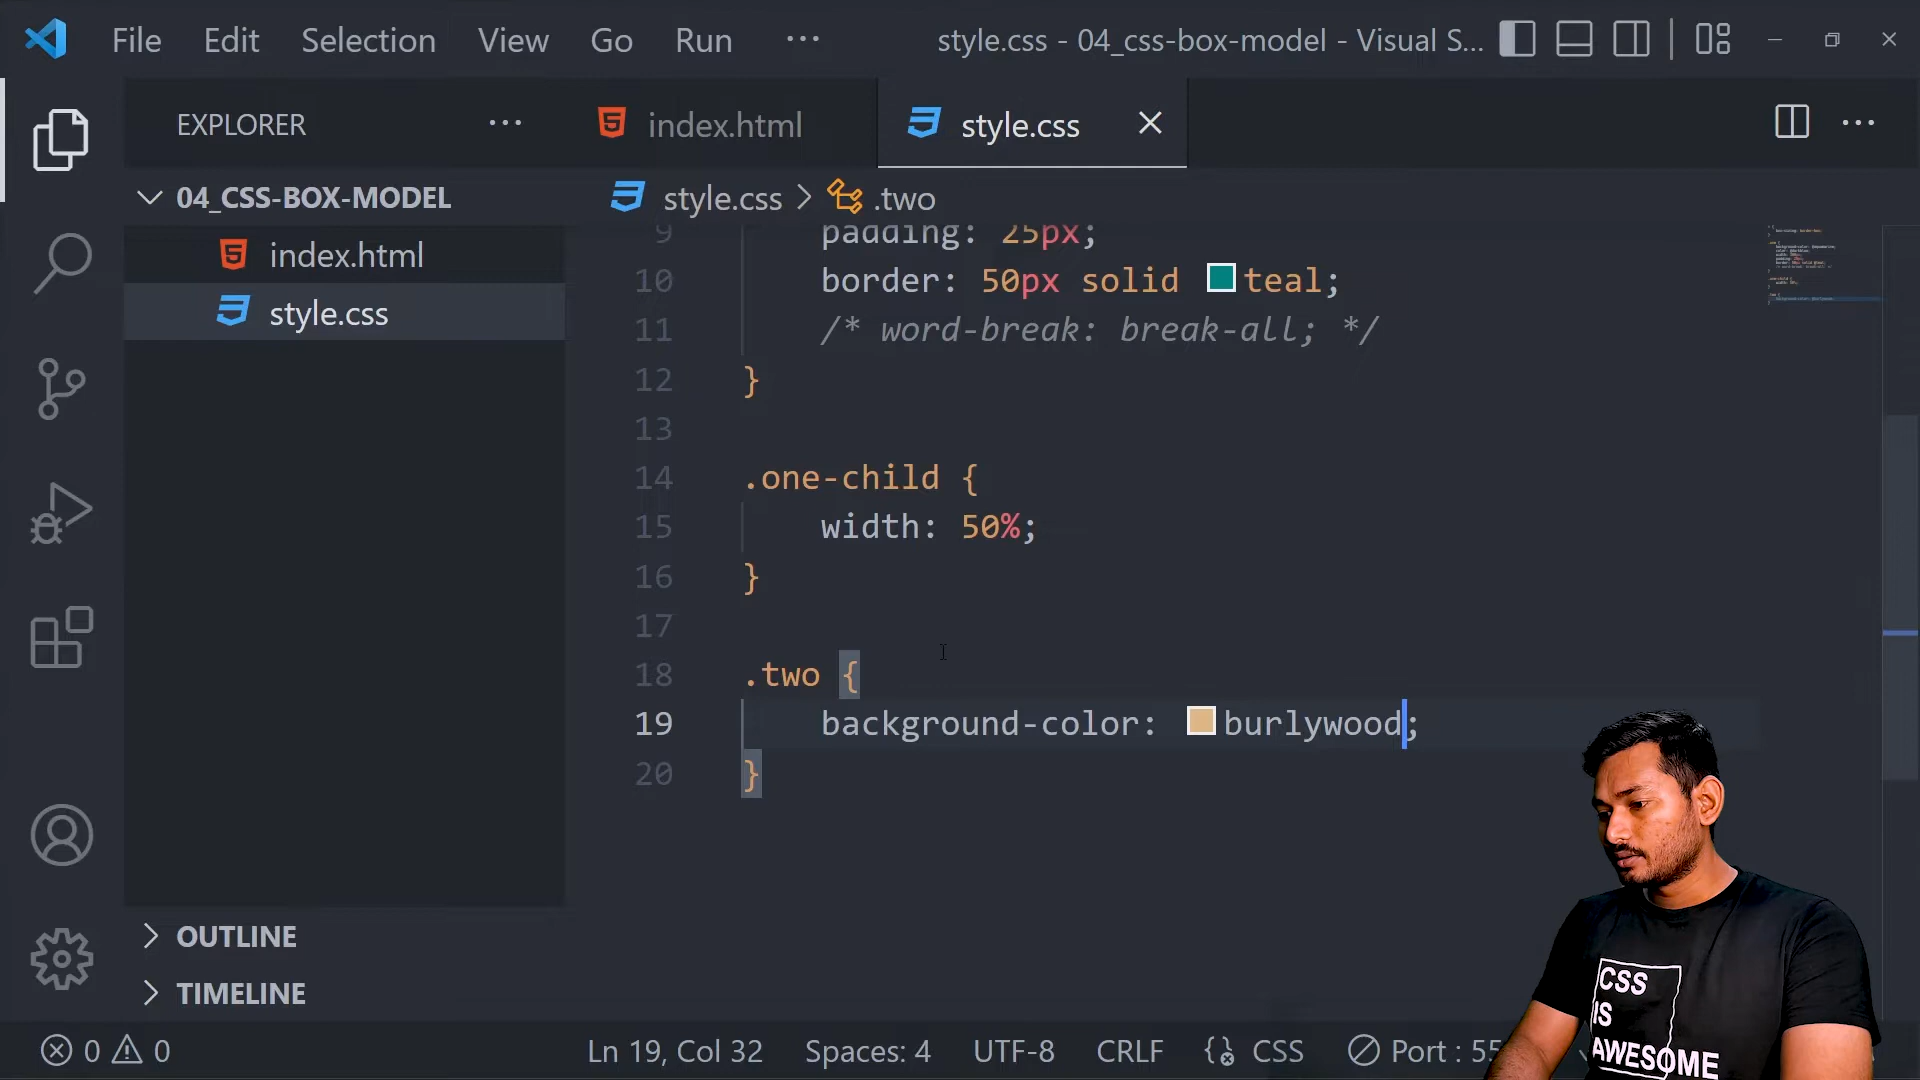 File Edit Selection View Go Run ··· style.css - 04_css-box-model - Visual S...
EXPLORER ··· index.html style.css
04_CSS-BOX-MODEL
style.css > .two
index.html
style.css
9 padding: 25px;
10 border: 50px solid teal;
11 /* word-break: break-all; */
12 }
13
14 .one-child {
15 width: 50%;
16 }
17
18 .two {
19 background-color: burlywood;
20 }
OUTLINE
TIMELINE
0 0 Ln 19, Col 32 Spaces: 4 UTF-8 CRLF CSS Port : 55
CSS
IS
AWESOME